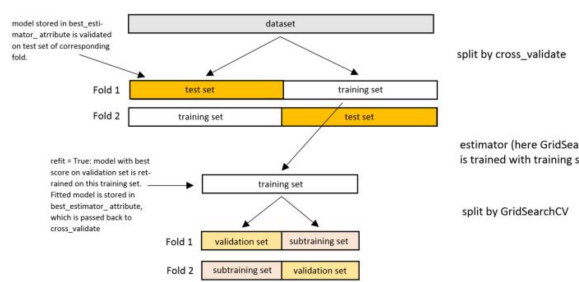 model stored in best_esti-
mator_ atrribute is validated
on test set of corresponding
fold.
dataset
split by cross_validate
Fold 1 test set training set
Fold 2 training set test set
estimator (here GridSea
is trained with training s
refit = True: model with best
score on validation set is ret-
rained on this training set.
Fitted model is stored in
best_estimator_ attribute,
which is passed back to
cross_validate
training set
split by GridSearchCV
Fold 1 validation set subtraining set
Fold 2 subtraining set validation set